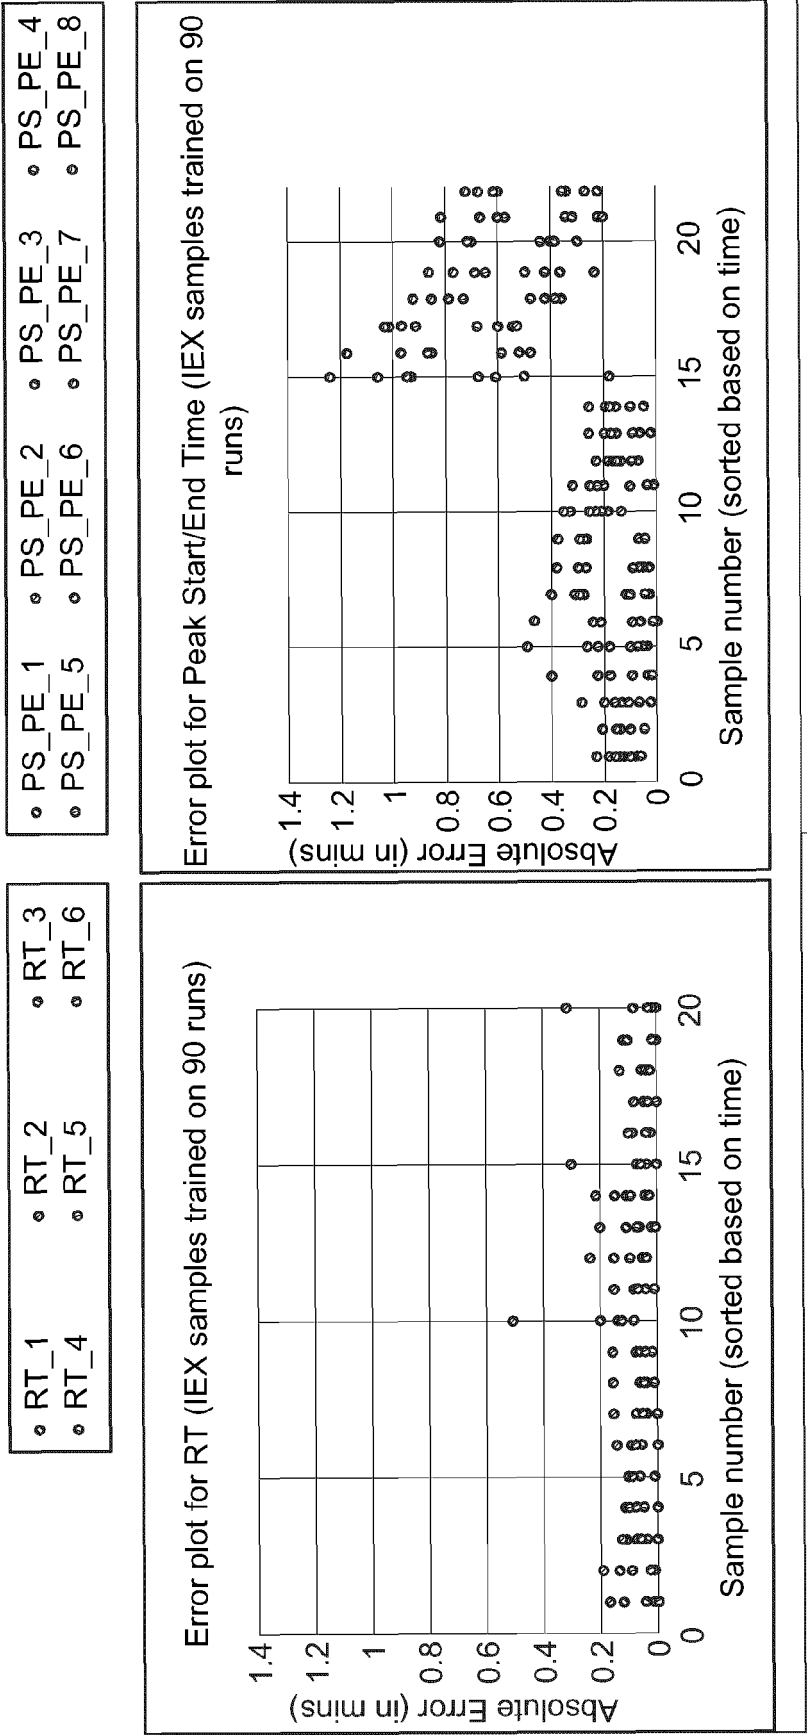 RT_1 RT_2 RT_3
RT_4 RT_5 RT_6
Error plot for RT (IEX samples trained on 90 runs)
1.4
1.2
1
0.8
0.6
0.4
0.2
0
Absolute Error (in mins)
0 5 10 15 20
Sample number (sorted based on time)
PS_PE_1 PS_PE_2 PS_PE_3 PS_PE_4
PS_PE_5 PS_PE_6 PS_PE_7 PS_PE_8
Error plot for Peak Start/End Time (IEX samples trained on 90
runs)
1.4
1.2
1
0.8
0.6
0.4
0.2
0
Absolute Error (in mins)
0 5 10 15 20
Sample number (sorted based on time)